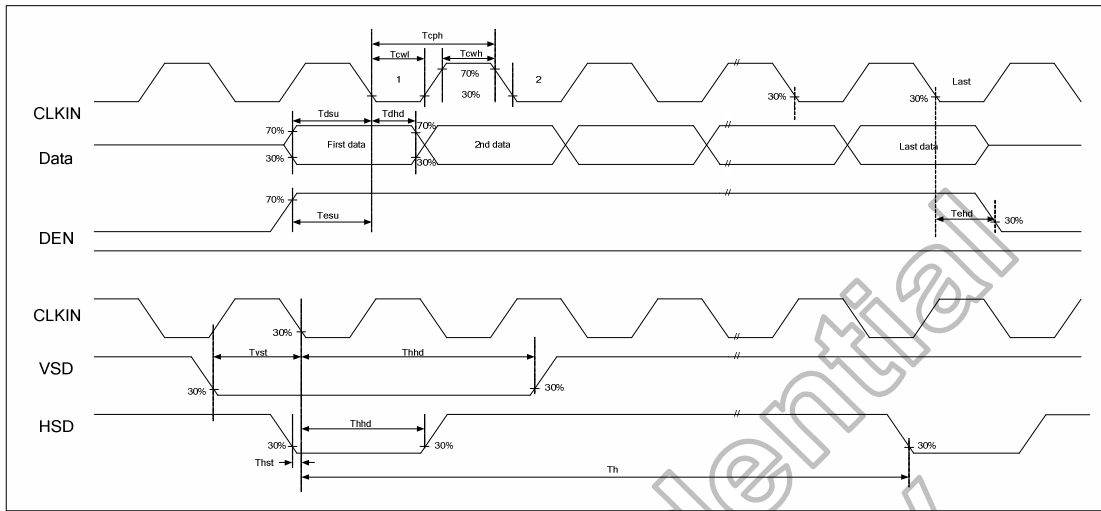 Tcph
Tcwl
Tcwh
1
70%
2
Last
30%
30%
30%
CLKIN
Tdsu
Tdhd
70%
70%
Data
First data
2nd data
Last data
30%
30%
70%
Tesu
Tehd
30%
DEN
CLKIN
30%
Tvst
Thhd
VSD
30%
30%
HSD
Thhd
30%
30%
30%
Thst
Th
dential